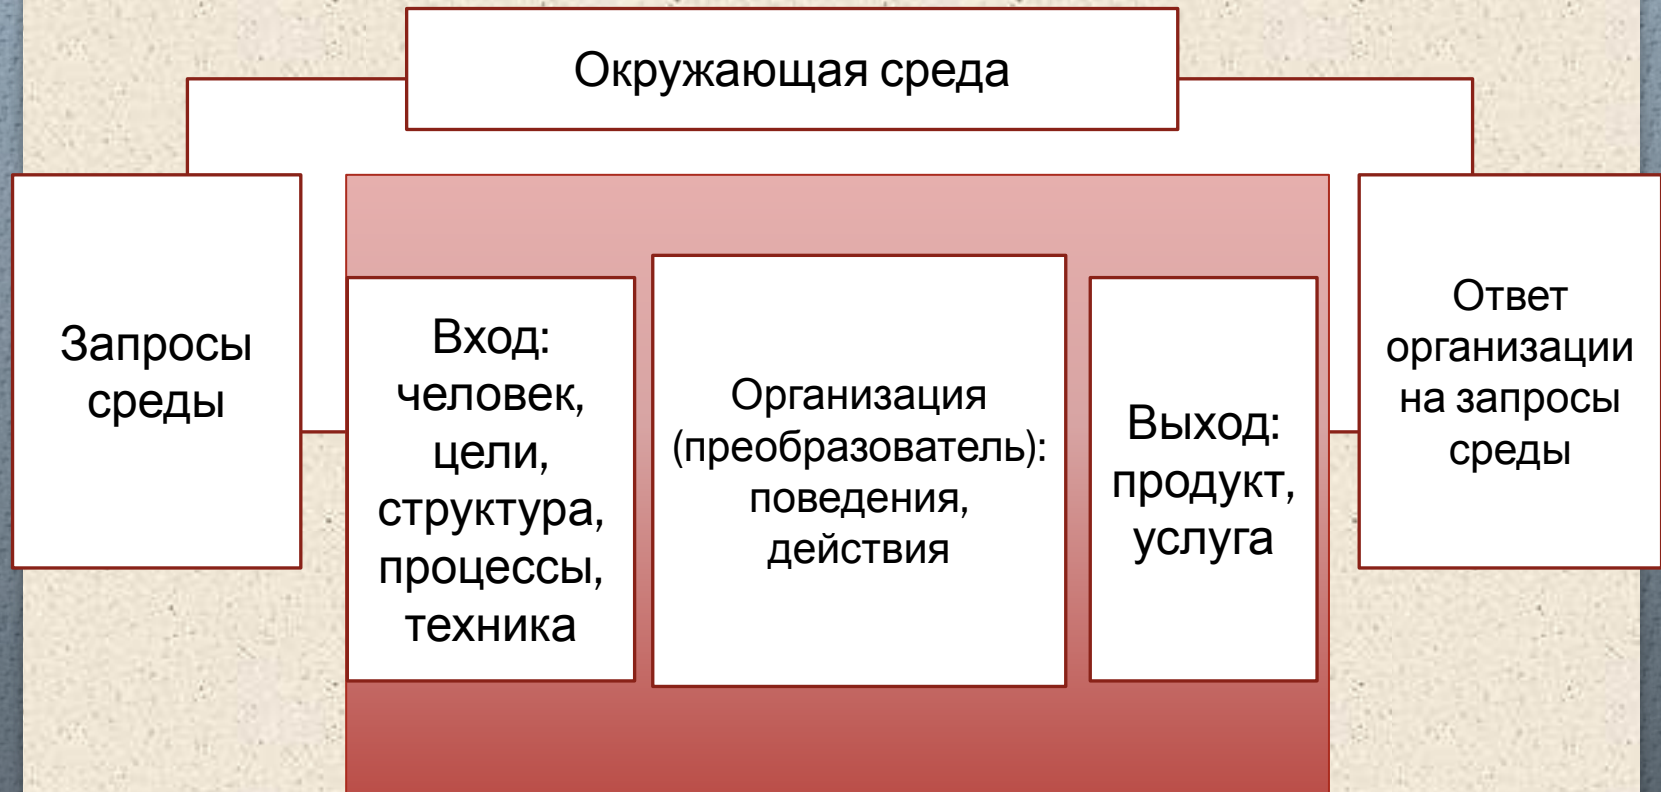 Окружающая среда
Запросы
среды
Вход:
человек,
цели,
структура,
процессы,
техника
Организация
(преобразователь):
поведения,
действия
Выход:
продукт,
услуга
Ответ
организации
на запросы
среды